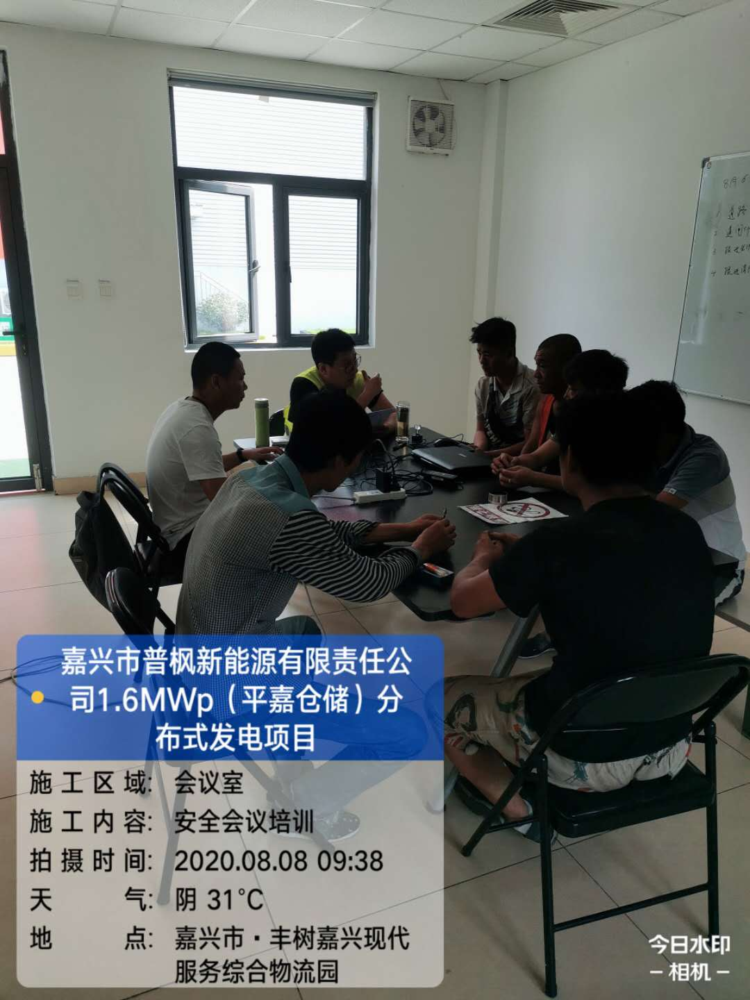 8月
道路
嘉兴市普枫新能源有限责任公
司1.6MWp（平嘉仓储）分
布式发电项目
施工区域: 会议室
施工内容: 安全会议培训
拍摄时间: 2020.08.08 09:38
天气: 阴 31℃
地点: 嘉兴市·丰树嘉兴现代
服务综合物流园
今日水印
-相机-